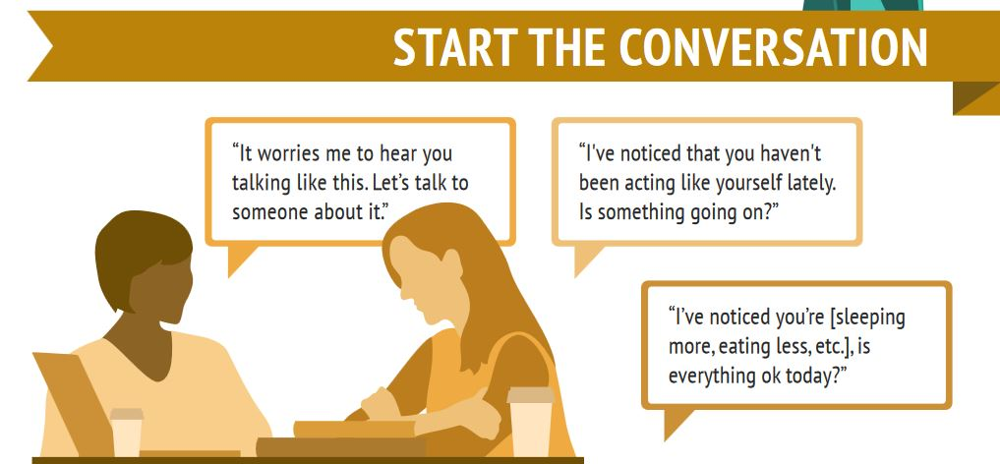 START THE CONVERSATION
“It worries me to hear you
talking like this. Let’s talk to
someone about it.”
“I've noticed that you haven't
been acting like yourself lately.
Is something going on?”
“I’ve noticed you’re [sleeping
more, eating less, etc.], is
everything ok today?”